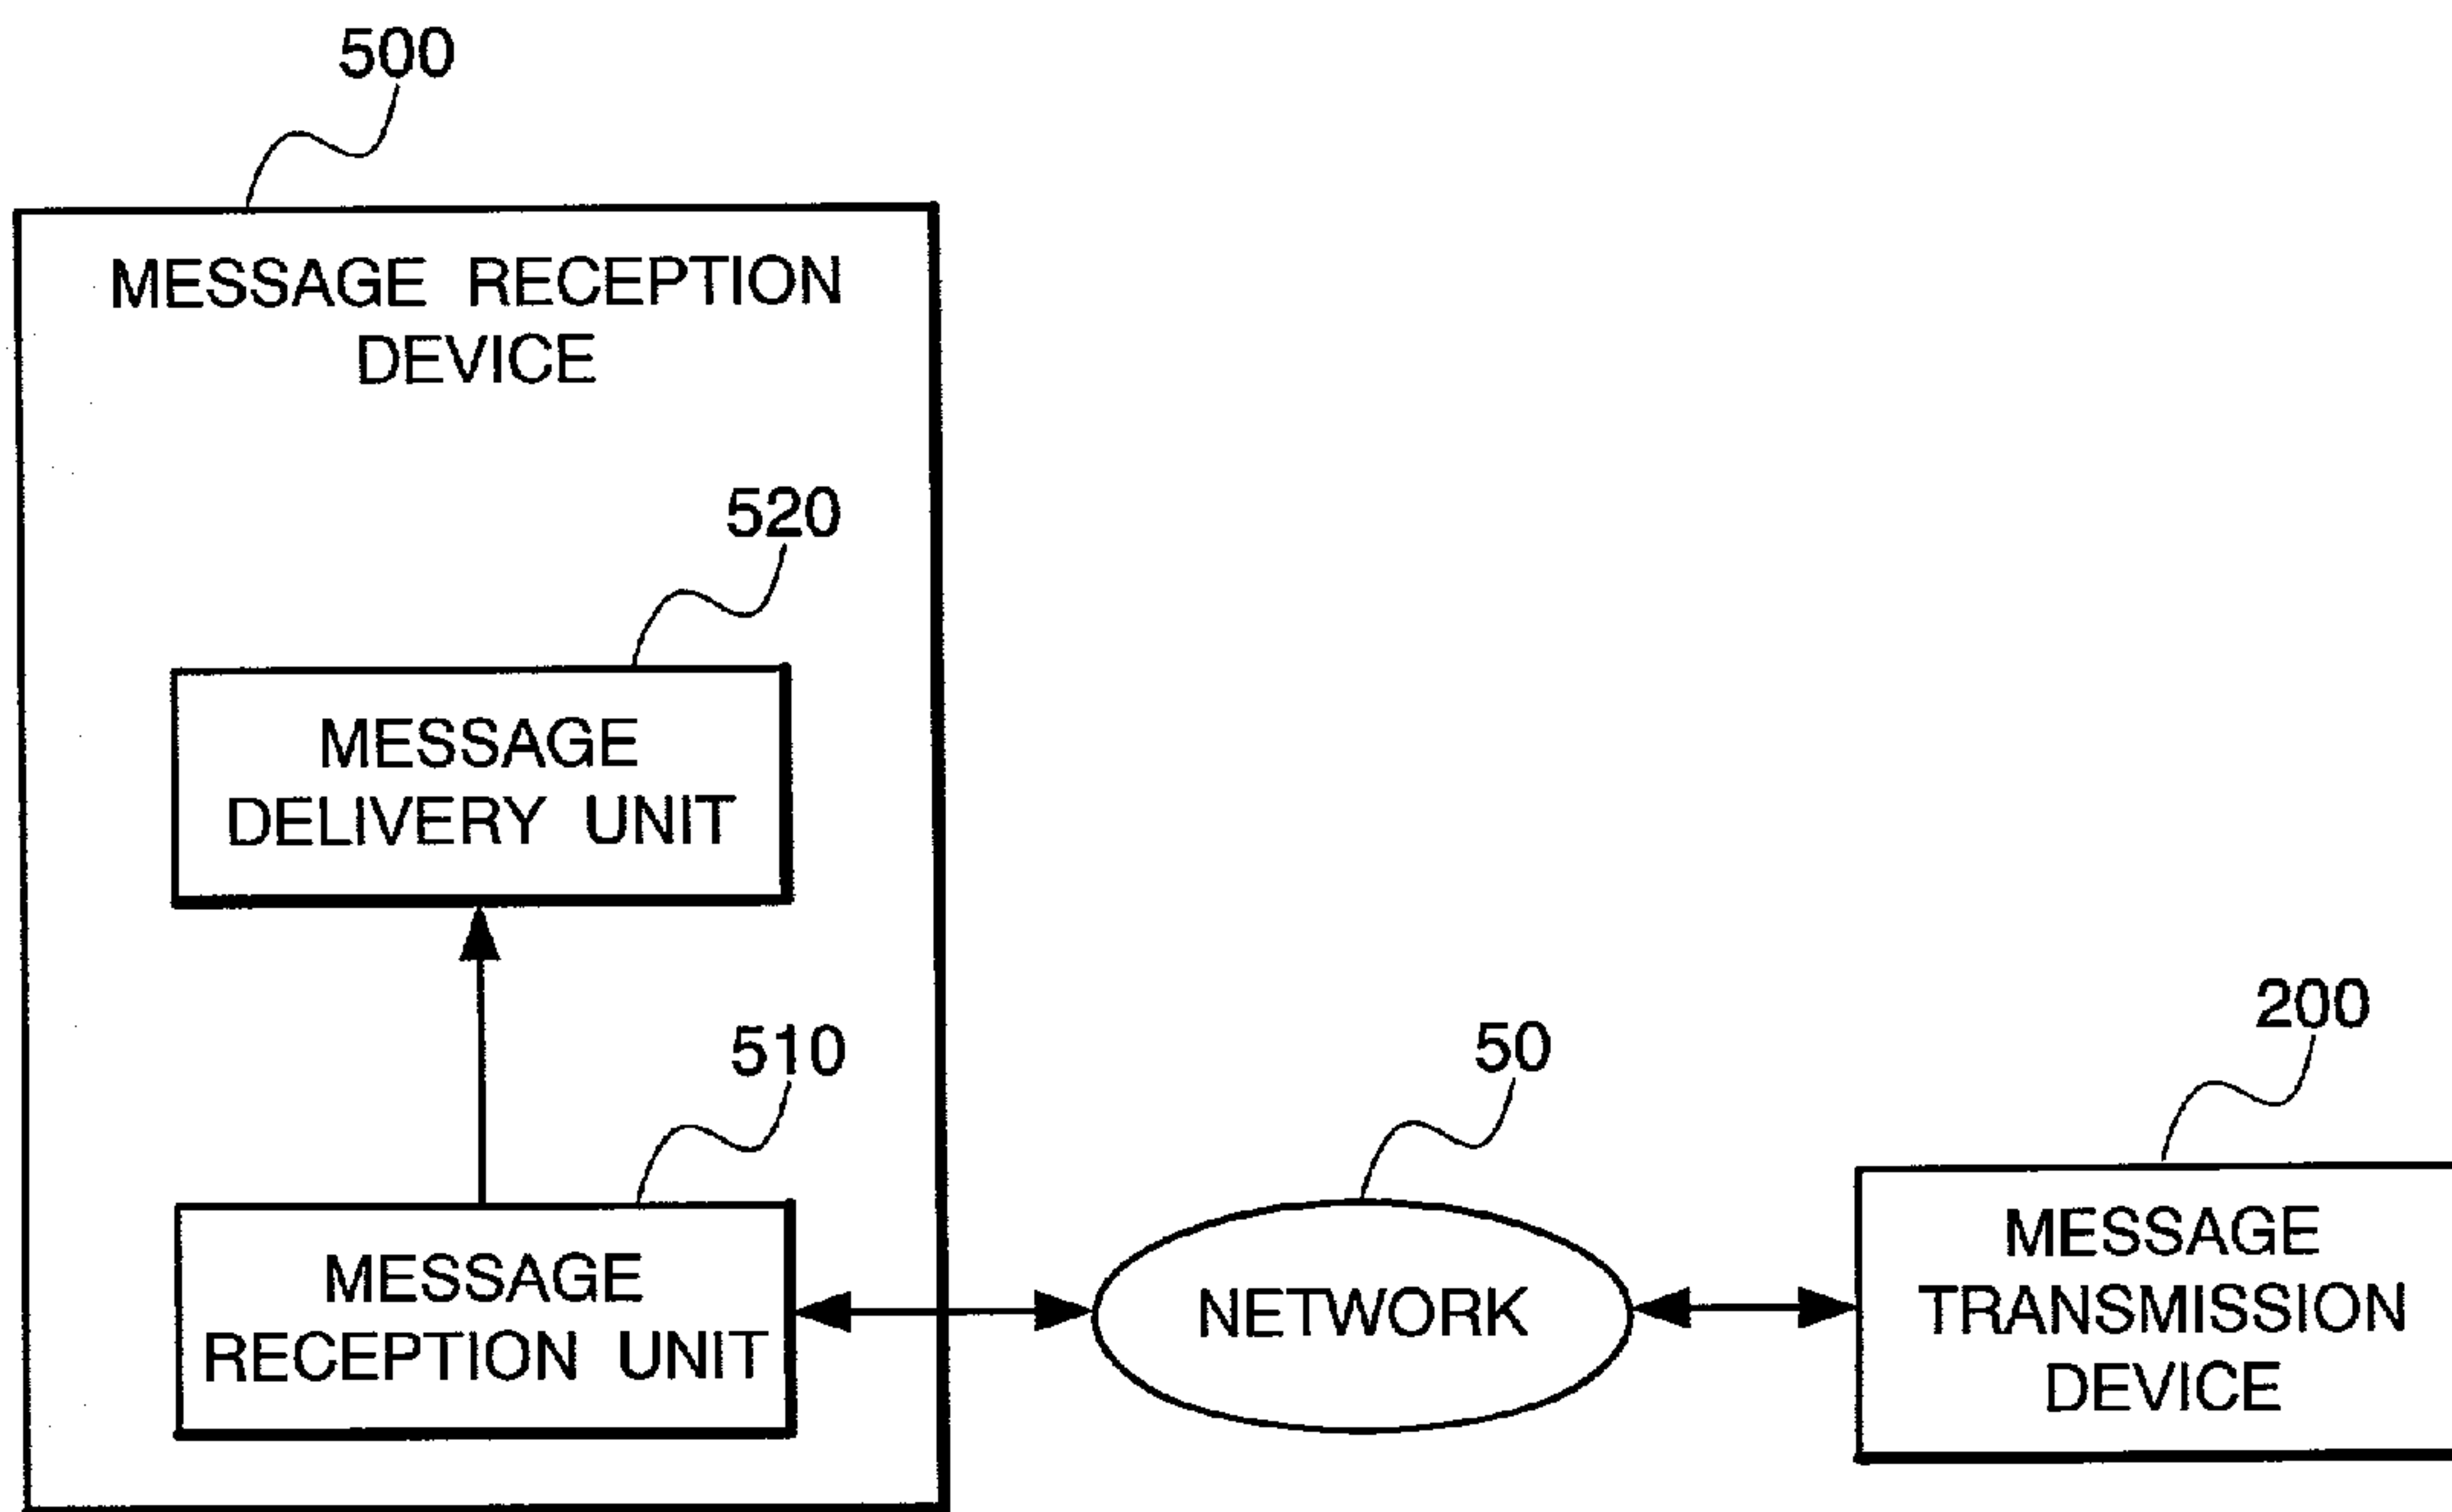 500
MESSAGE RECEPTION
DEVICE
520
MESSAGE
DELIVERY UNIT
510
MESSAGE
RECEPTION UNIT
50
NETWORK
200
MESSAGE
TRANSMISSION
DEVICE